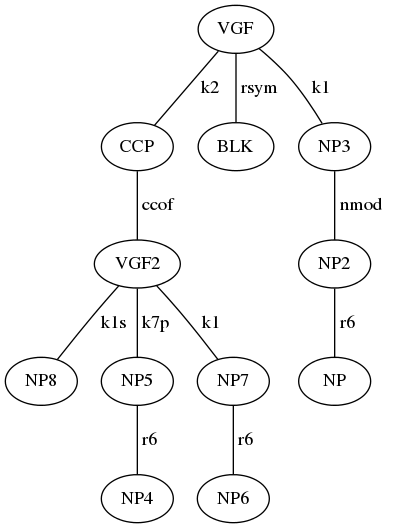 VGF
k2 rsym k1
CCP BLK NP3
ccof nmod
VGF2 NP2
k1s k7p k1 r6
NP8 NP5 NP7 NP
r6 r6
NP4 NP6